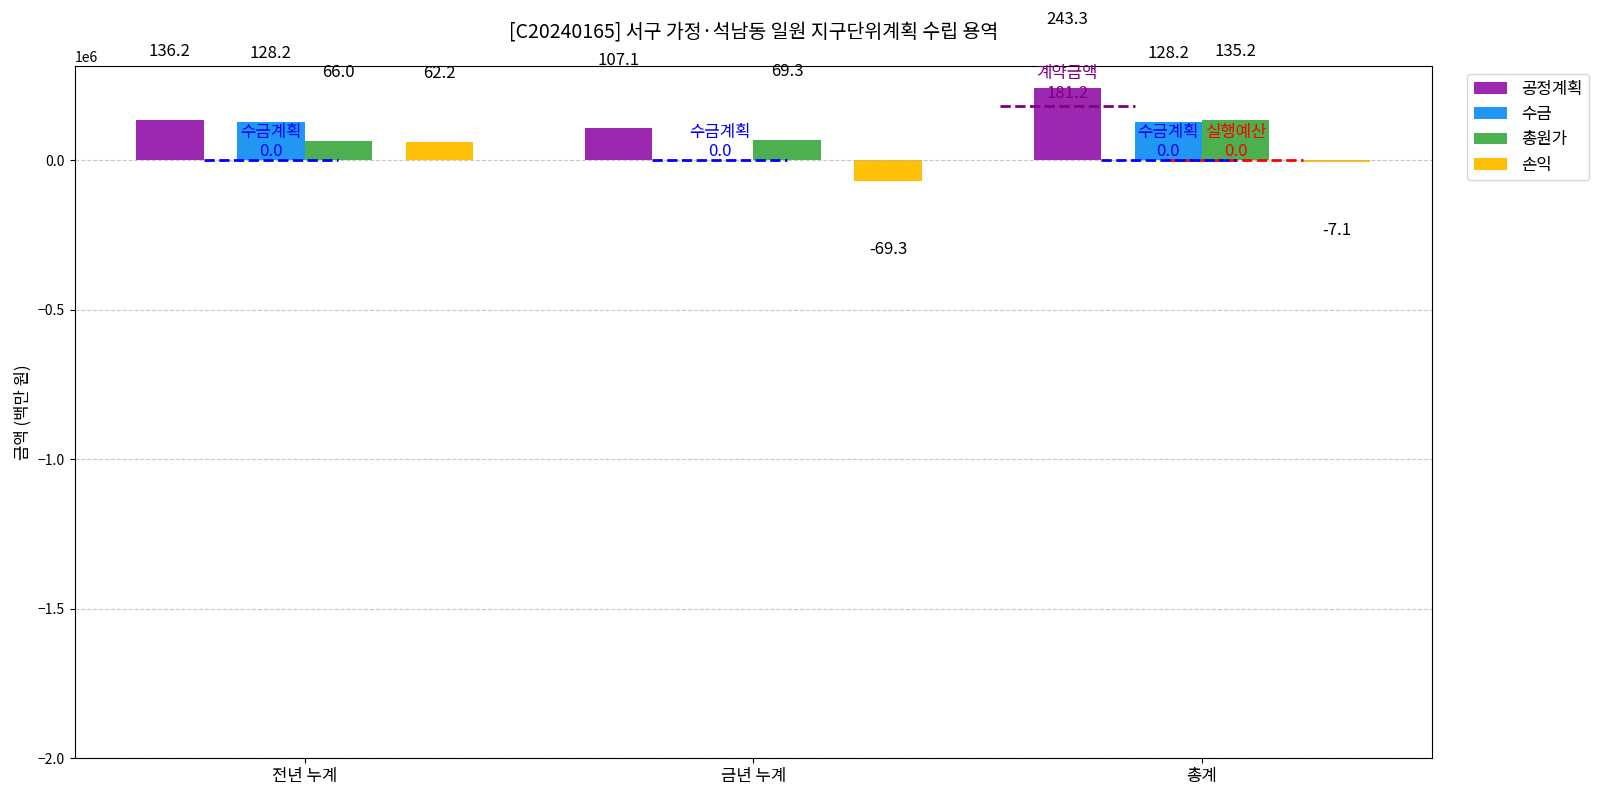 [C20240165] 서구 가정·석남동 일원 지구단위계획 수립 용역
1e6
136.2
128.2
66.0
62.2
107.1
69.3
243.3
128.2
135.2
계약금액
181.2
수금계획
0.0
수금계획
0.0
수금계획
0.0
실행예산
0.0
-69.3
-7.1
공정계획
수금
총원가
손익
금액 (백만 원)
0.0
−0.5
−1.0
−1.5
−2.0
전년 누계
금년 누계
총계